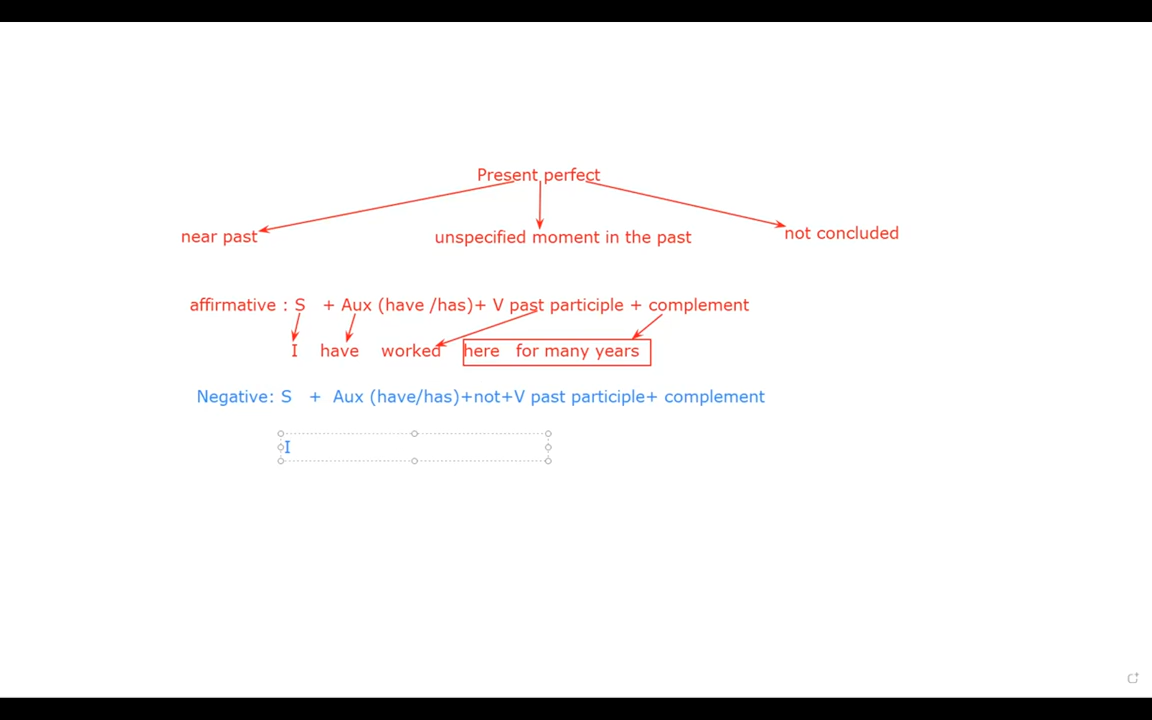 Present perfect
near past unspecified moment in the past not concluded
affirmative : S + Aux (have /has)+ V past participle + complement
I have worked here for many years
Negative: S + Aux (have/has)+not+V past participle+ complement
I